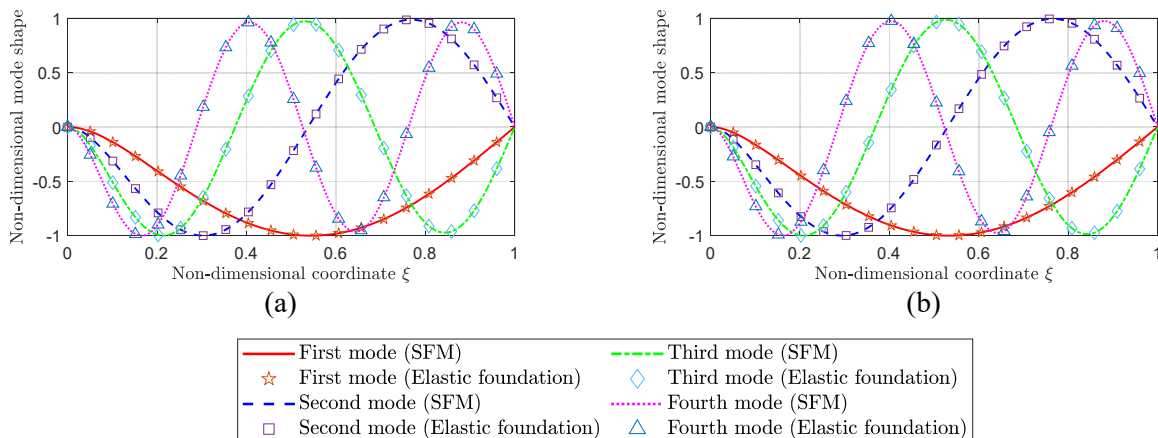 Non-dimensional mode shape
1
0.5
0
-0.5
-1
0
0.2
0.4
0.6
0.8
1
Non-dimensional coordinate ξ
(a)
Non-dimensional mode shape
1
0.5
0
-0.5
-1
0
0.2
0.4
0.6
0.8
1
Non-dimensional coordinate ξ
(b)
First mode (SFM)
First mode (Elastic foundation)
Second mode (SFM)
Second mode (Elastic foundation)
Third mode (SFM)
Third mode (Elastic foundation)
Fourth mode (SFM)
Fourth mode (Elastic foundation)